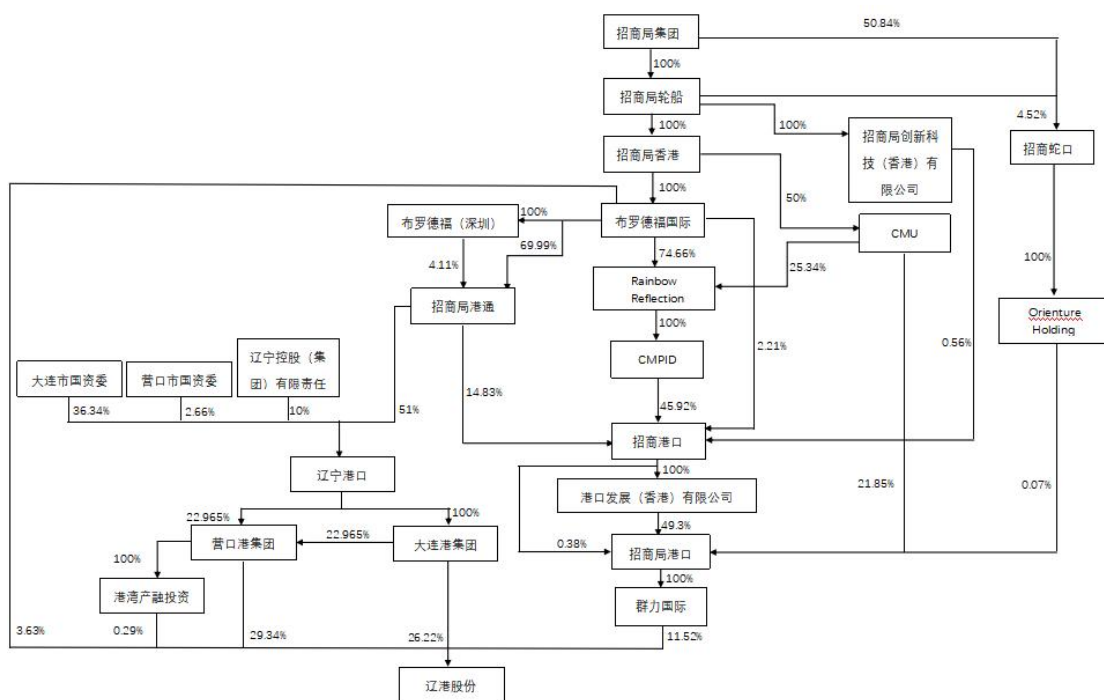 招商局集团
50.84%
100%
招商局轮船
4.52%
100%
100%
招商局香港
招商局创新科
技（香港）有
限公司
招商蛇口
100%
50%
布罗德福（深圳）
100%
布罗德福国际
CMU
69.99%
74.66%
25.34%
4.11%
100%
招商局港通
Rainbow
Reflection
Orienture
Holding
100%
2.21%
0.56%
辽宁控股（集
团）有限责任
大连市国资委
营口市国资委
CMPID
36.34%
2.66%
10%
51%
14.83%
45.92%
招商港口
辽宁港口
100%
港口发展（香港）有限公司
21.85%
0.07%
22.965%
100%
49.3%
营口港集团
22.965%
大连港集团
0.38%
招商局港口
100%
100%
港湾产融投资
群力国际
3.63%
0.29%
29.34%
26.22%
11.52%
辽港股份